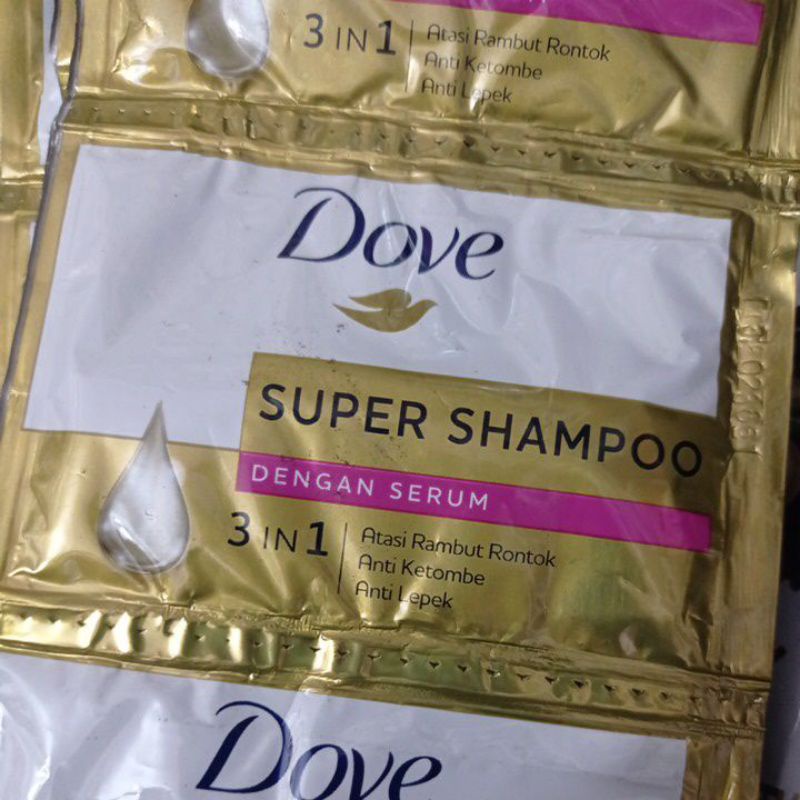 3 IN 1
Atasi Rambut Rontok
Anti Ketombe
Anti Lepek
Dove
SUPER SHAMPOO
DENGAN SERUM
3 IN 1
Atasi Rambut Rontok
Anti Ketombe
Anti Lepek
Dove